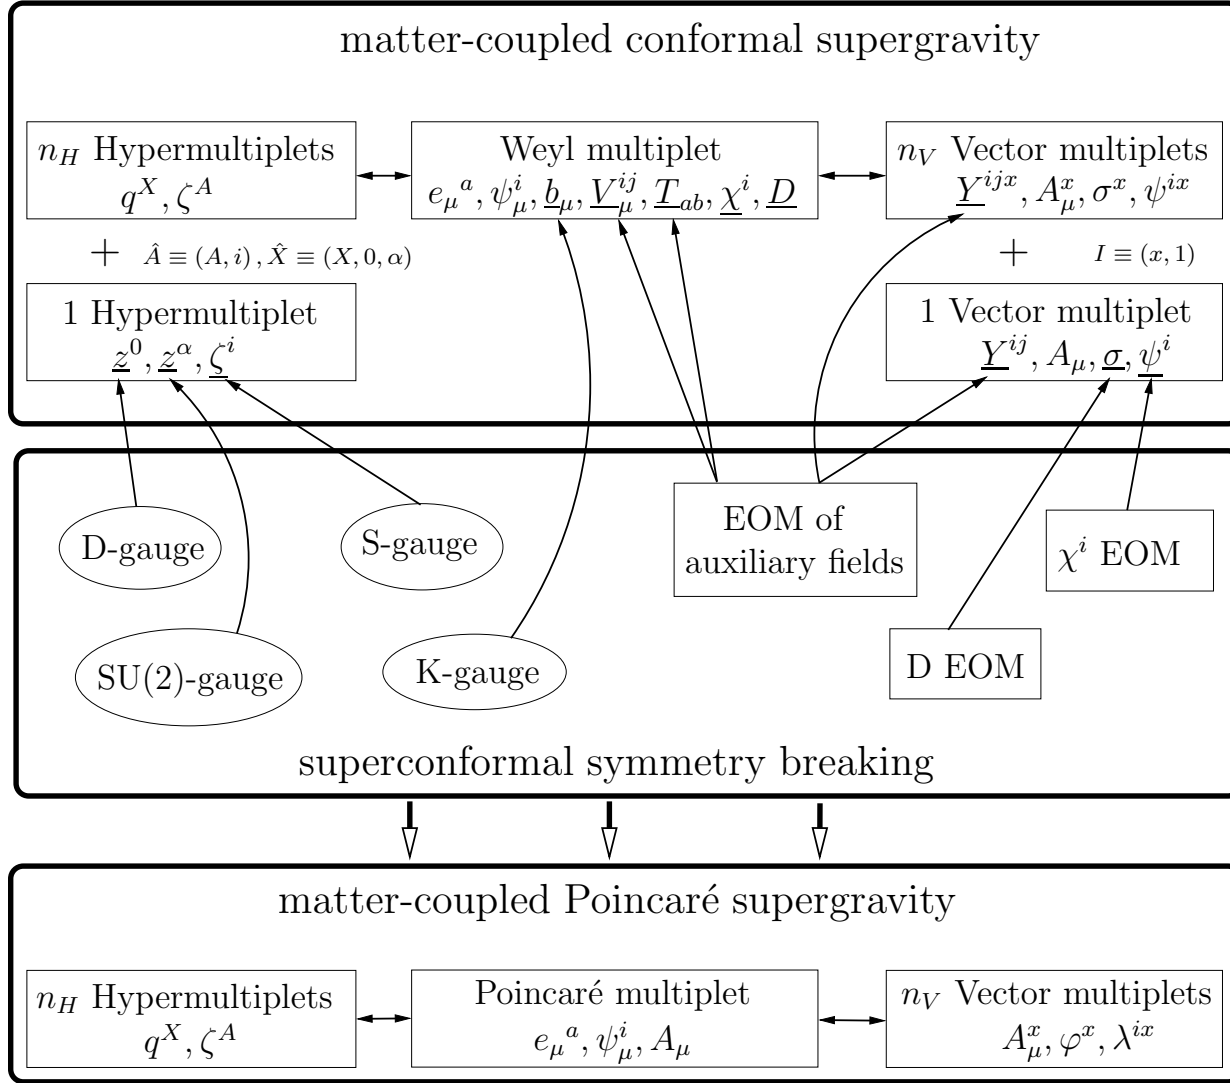 matter-coupled conformal supergravity
n_H Hypermultiplets
q^X, ζ^A
Weyl multiplet
e_μ^a, ψ_μ^i, b_μ, V_μ^{ij}, T_{ab}, χ^i, D
n_V Vector multiplets
Y^{ijx}, A_μ^x, σ^x, ψ^{ix}
+ Â ≡ (A, i) , X̂ ≡ (X, 0, α)
+ I ≡ (x, 1)
1 Hypermultiplet
z^0, z^α, ζ^i
1 Vector multiplet
Y^{ij}, A_μ, σ, ψ^i
D-gauge
S-gauge
EOM of
auxiliary fields
χ^i EOM
SU(2)-gauge
K-gauge
D EOM
superconformal symmetry breaking
matter-coupled Poincaré supergravity
n_H Hypermultiplets
q^X, ζ^A
Poincaré multiplet
e_μ^a, ψ_μ^i, A_μ
n_V Vector multiplets
A_μ^x, φ^x, λ^{ix}